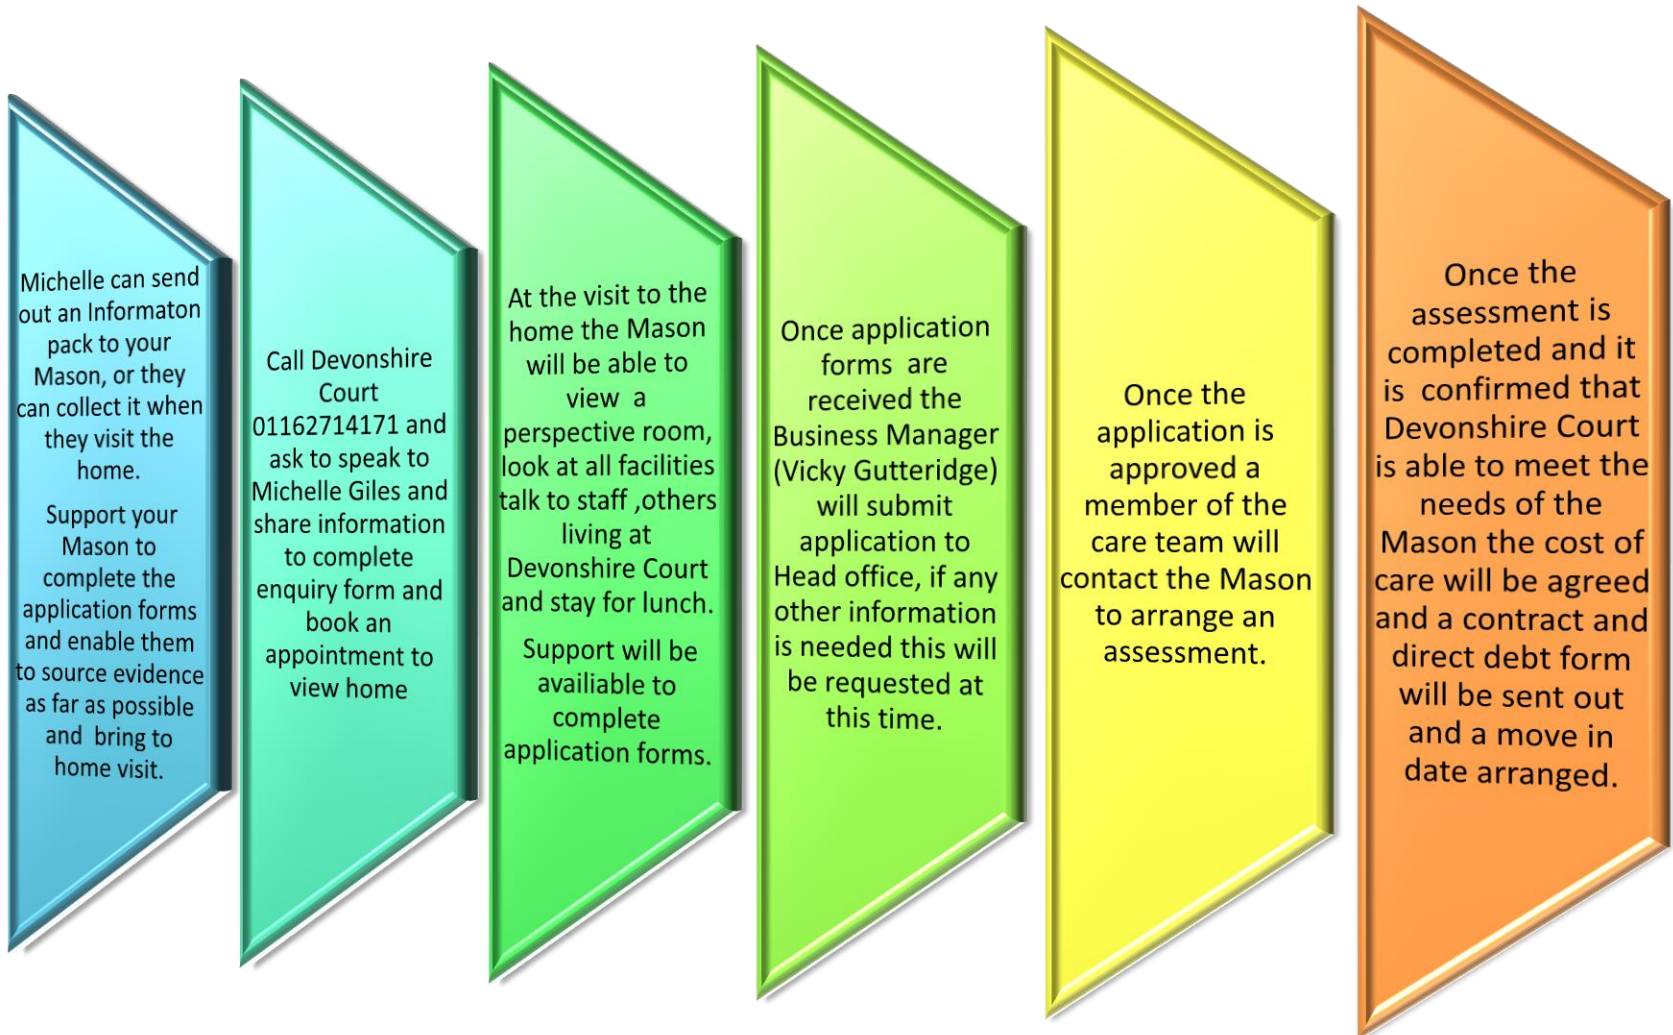 Michelle can send
out an Informaton
pack to your
Mason, or they
can collect it when
they visit the
home.
Support your
Mason to
complete the
application forms
and enable them
to source evidence
as far as possible
and bring to
home visit.
Call Devonshire
Court
01162714171 and
ask to speak to
Michelle Giles and
share information
to complete
enquiry form and
book an
appointment to
view home
At the visit to the
home the Mason
will be able to
view a
perspective room,
look at all facilities
talk to staff ,others
living at
Devonshire Court
and stay for lunch.
Support will be
availiable to
complete
application forms.
Once application
forms are
received the
Business Manager
(Vicky Gutteridge)
will submit
application to
Head office, if any
other information
is needed this will
be requested at
this time.
Once the
application is
approved a
member of the
care team will
contact the Mason
to arrange an
assessment.
Once the
assessment is
completed and it
is confirmed that
Devonshire Court
is able to meet the
needs of the
Mason the cost of
care will be agreed
and a contract and
direct debt form
will be sent out
and a move in
date arranged.